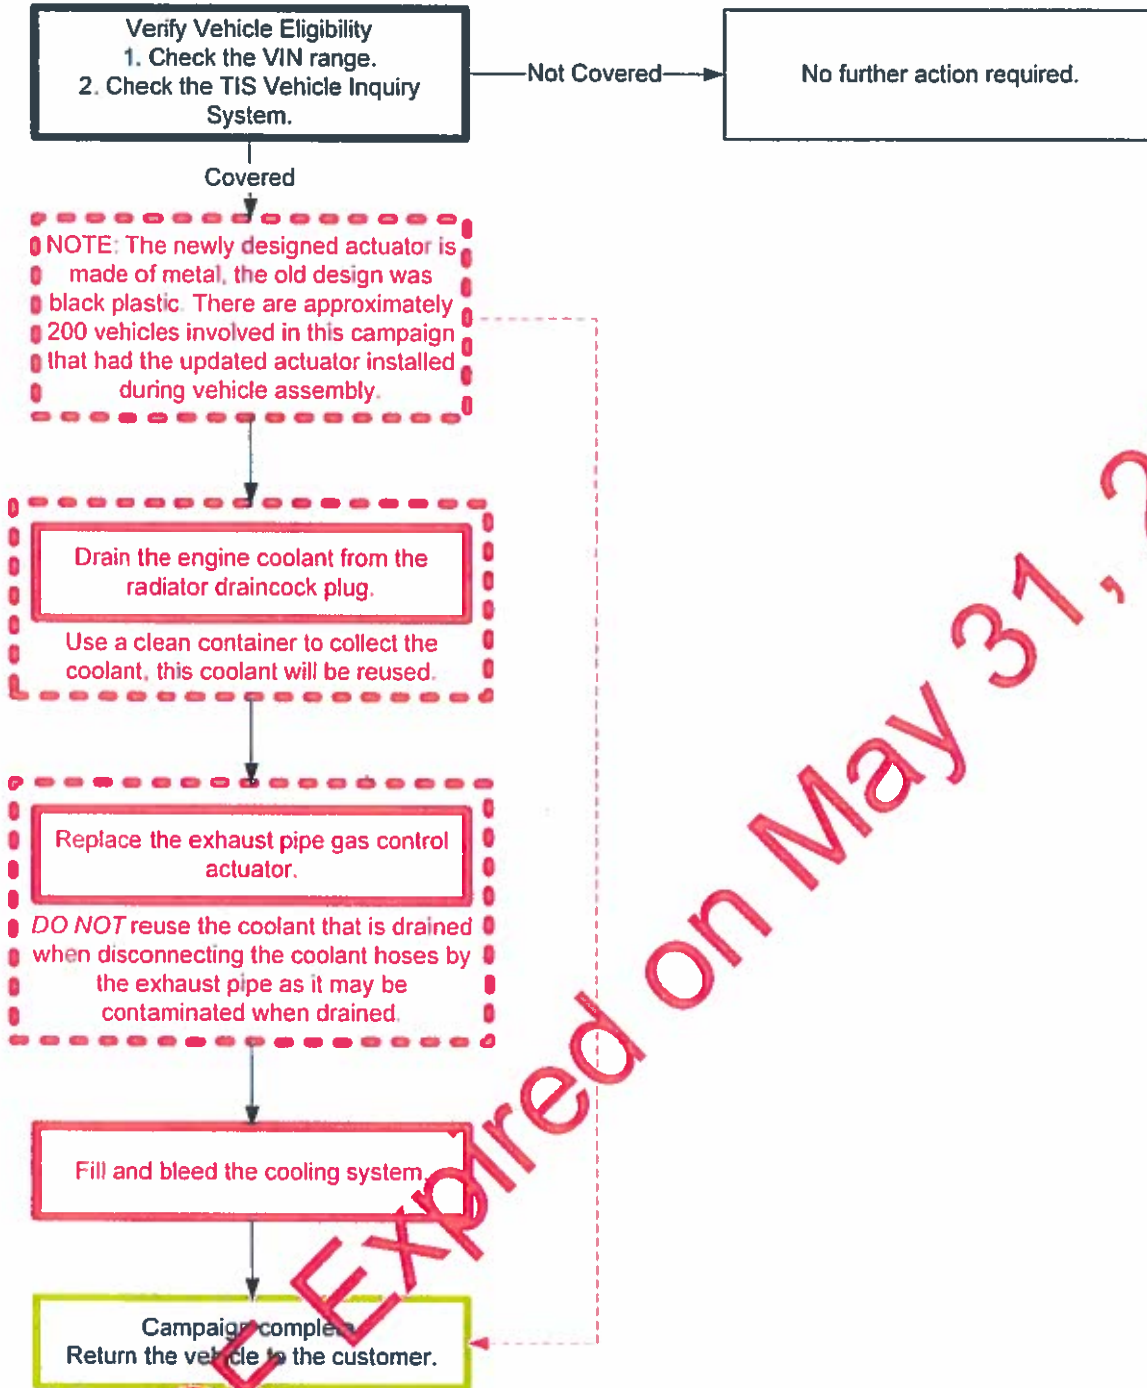 Verify Vehicle Eligibility
1. Check the VIN range.
2. Check the TIS Vehicle Inquiry
System.
Not Covered
No further action required.
Covered
NOTE: The newly designed actuator is
made of metal, the old design was
black plastic. There are approximately
200 vehicles involved in this campaign
that had the updated actuator installed
during vehicle assembly.
Drain the engine coolant from the
radiator draincock plug.
Use a clean container to collect the
coolant, this coolant will be reused.
Replace the exhaust pipe gas control
actuator.
DO NOT reuse the coolant that is drained
when disconnecting the coolant hoses by
the exhaust pipe as it may be
contaminated when drained.
Fill and bleed the cooling system.
Campaign complete
Return the vehicle to the customer.
Expired on May 31,